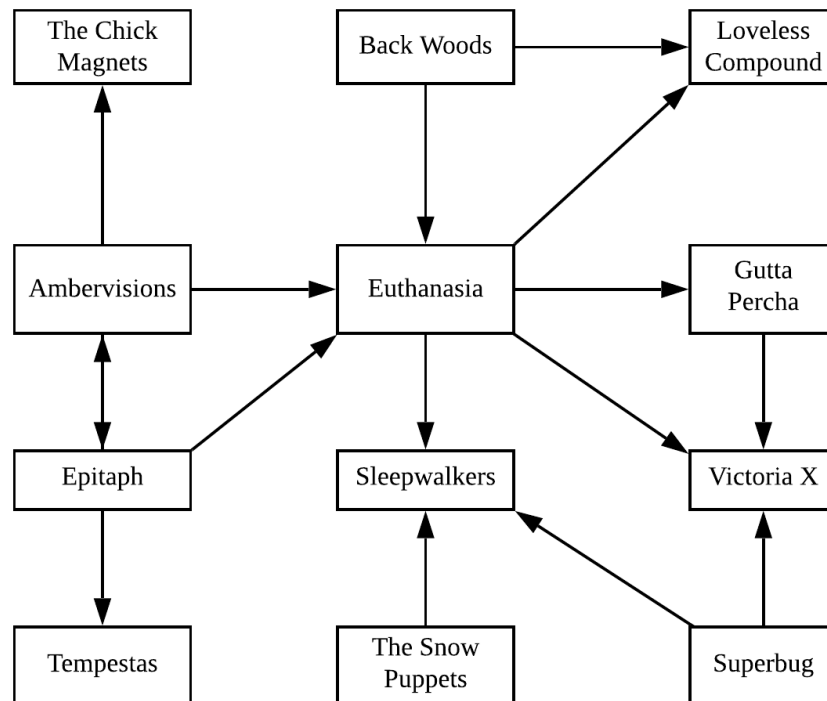 The Chick
Magnets
Back Woods
Loveless
Compound
Ambervisions
Euthanasia
Gutta
Percha
Epitaph
Sleepwalkers
Victoria X
Tempestas
The Snow
Puppets
Superbug